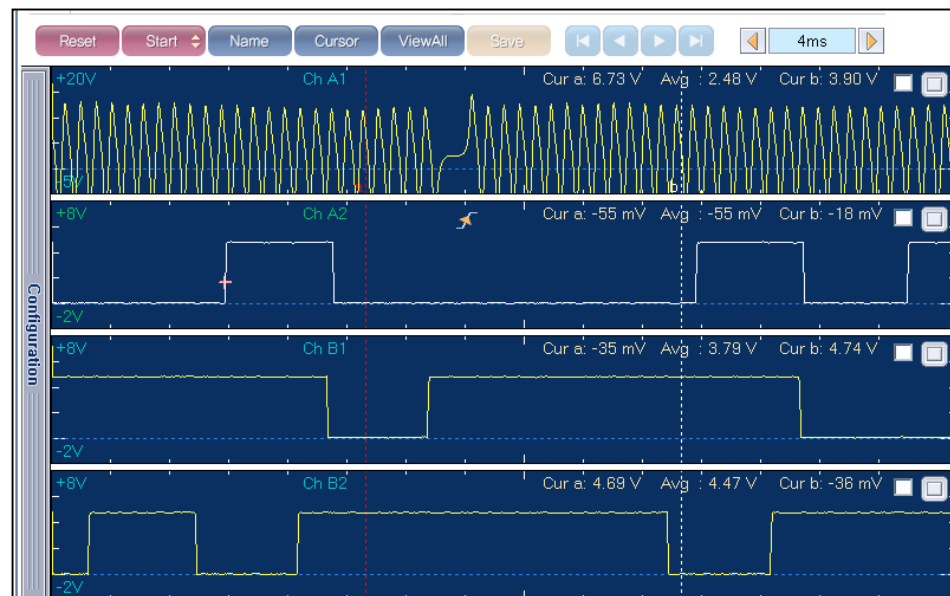 Reset Start Name Cursor ViewAll Save 4ms
Configuration
+20V Ch A1 Cur a: 6.73 V Avg : 2.48 V Cur b: 3.90 V
-5V a b
+8V Ch A2 Cur a: -55 mV Avg : -55 mV Cur b: -18 mV
-2V
+8V Ch B1 Cur a: -35 mV Avg : 3.79 V Cur b: 4.74 V
-2V
+8V Ch B2 Cur a: 4.69 V Avg : 4.47 V Cur b: -36 mV
-2V